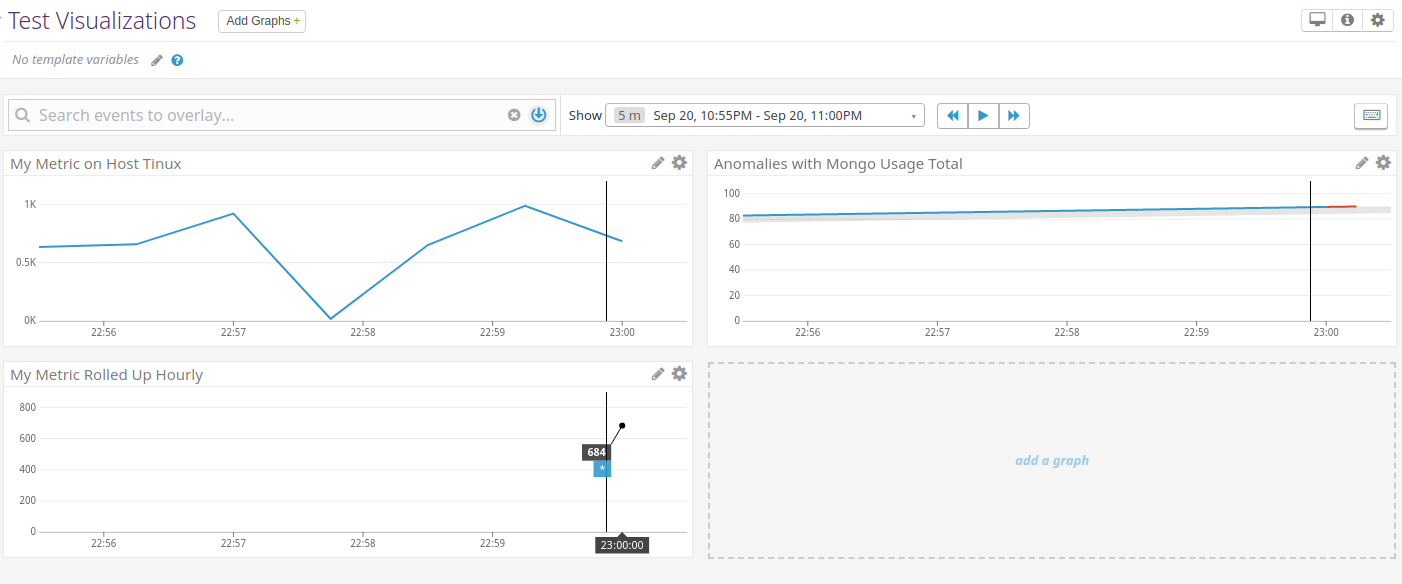 Test Visualizations Add Graphs +
No template variables ?
Search events to overlay...
Show 5 m Sep 20, 10:55PM - Sep 20, 11:00PM
My Metric on Host Tinux
1K
0.5K
0K
22:56 22:57 22:58 22:59 23:00
Anomalies with Mongo Usage Total
100
80
60
40
20
0
22:56 22:57 22:58 22:59 23:00
My Metric Rolled Up Hourly
800
600
400
200
0
684
*
22:56 22:57 22:58 22:59 23:00:00
add a graph